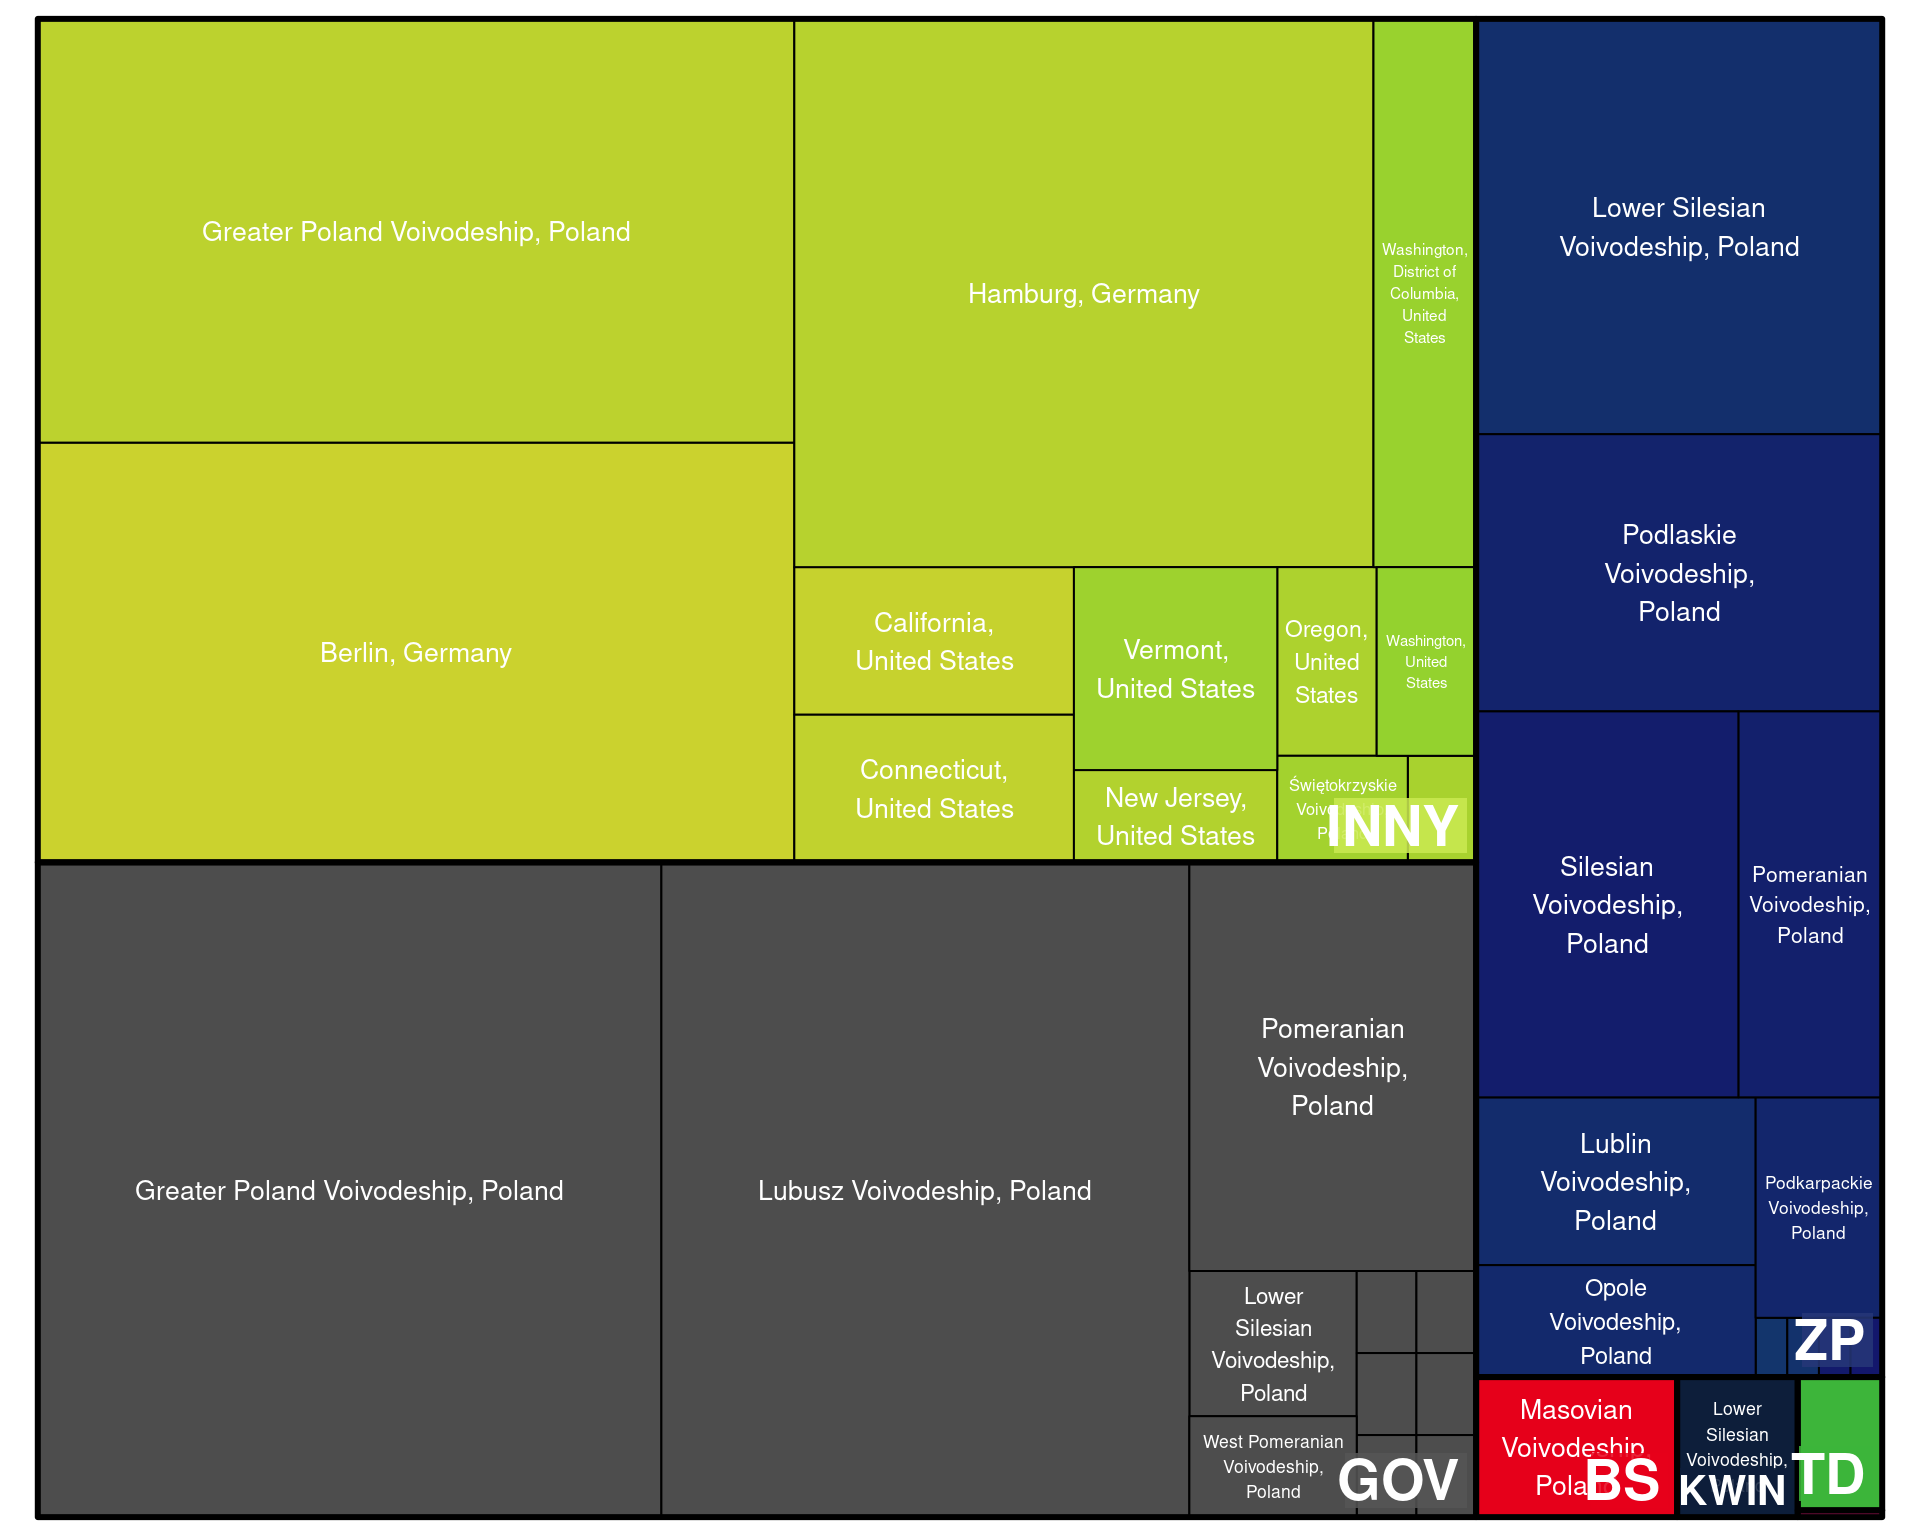 Greater Poland Voivodeship, Poland
Berlin, Germany
Hamburg, Germany
Washington,
District of
Columbia,
United
States
California,
United States
Connecticut,
United States
Vermont,
United States
New Jersey,
United States
Oregon,
United
States
Washington,
United
States
Świętokrzyskie
INNY
Greater Poland Voivodeship, Poland
Lubusz Voivodeship, Poland
Pomeranian
Voivodeship,
Poland
Lower
Silesian
Voivodeship,
Poland
West Pomeranian
Voivodeship,
Poland
GOV
Lower Silesian
Voivodeship, Poland
Podlaskie
Voivodeship,
Poland
Silesian
Voivodeship,
Poland
Pomeranian
Voivodeship,
Poland
Lublin
Voivodeship,
Poland
Podkarpackie
Voivodeship,
Poland
Opole
Voivodeship,
Poland
ZP
Masovian
Voivodeship,
BS
Lower
Silesian
Voivodeship,
KWIN
TD